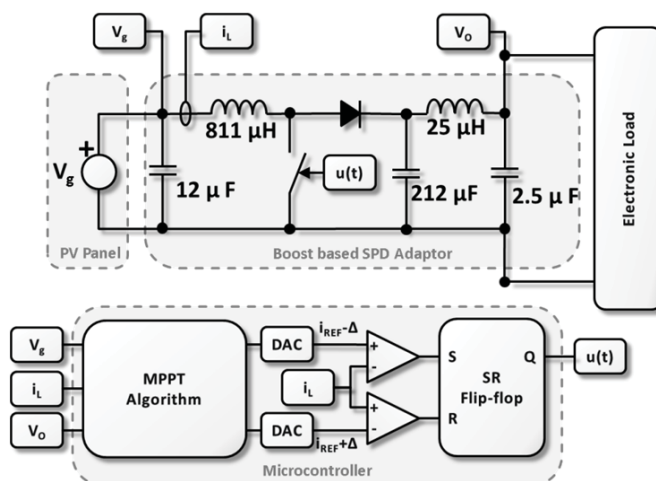 Vg
iL
VO
+
Vg
811 µH
25 µH
12 µ F
u(t)
212 µF
2.5 µ F
PV Panel
Boost based SPD Adaptor
Electronic Load
Vg
iL
VO
MPPT
Algorithm
DAC
iREF-Δ
iL
DAC
iREF+Δ
+
-
+
-
S
Q
SR
Flip-flop
R
u(t)
Microcontroller